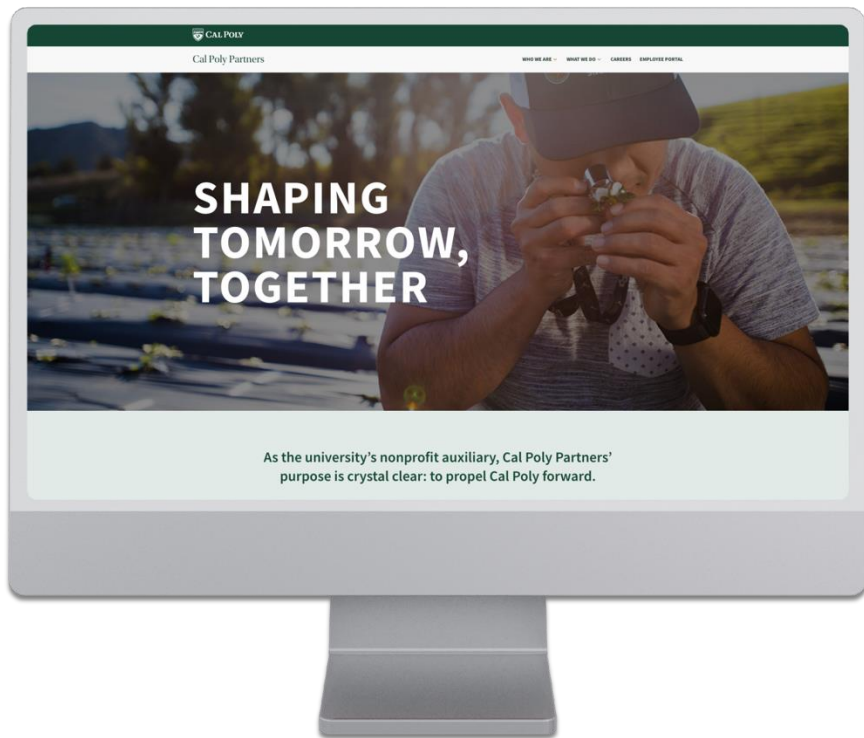 CAL POLY
Cal Poly Partners
WHO WE ARE
WHAT WE DO
CAREERS
EMPLOYEE PORTAL
SHAPING
TOMORROW,
TOGETHER
As the university's nonprofit auxiliary, Cal Poly Partners'
purpose is crystal clear: to propel Cal Poly forward.